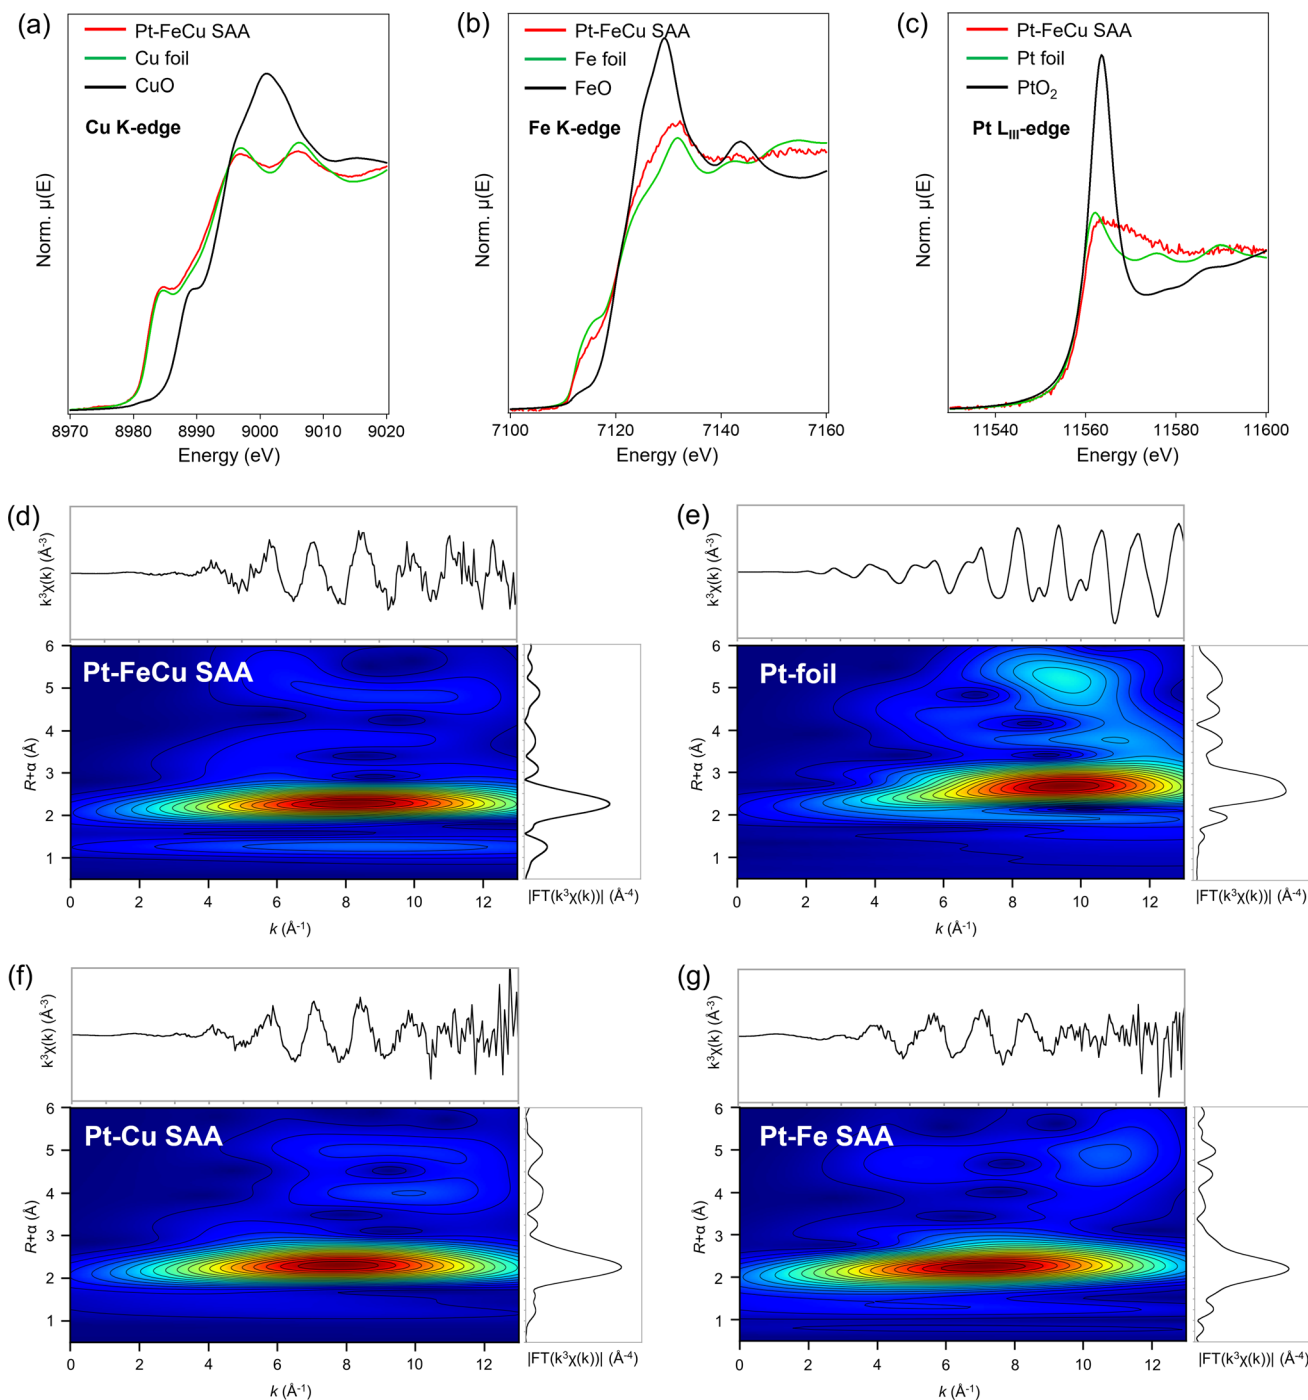 (a)
Pt-FeCu SAA
Cu foil
CuO
Cu K-edge
Norm. μ(E)
8970 8980 8990 9000 9010 9020
Energy (eV)
(b)
Pt-FeCu SAA
Fe foil
FeO
Fe K-edge
Norm. μ(E)
7100 7120 7140 7160
Energy (eV)
(c)
Pt-FeCu SAA
Pt foil
PtO₂
Pt L_III-edge
Norm. μ(E)
11540 11560 11580 11600
Energy (eV)
(d)
k³χ(k) (Å⁻³)
Pt-FeCu SAA
R+α (Å)
6
5
4
3
2
1
0 2 4 6 8 10 12
k (Å⁻¹)
|FT(k³χ(k))| (Å⁻⁴)
(e)
k³χ(k) (Å⁻³)
Pt-foil
R+α (Å)
6
5
4
3
2
1
0 2 4 6 8 10 12
k (Å⁻¹)
|FT(k³χ(k))| (Å⁻⁴)
(f)
k³χ(k) (Å⁻³)
Pt-Cu SAA
R+α (Å)
6
5
4
3
2
1
0 2 4 6 8 10 12
k (Å⁻¹)
|FT(k³χ(k))| (Å⁻⁴)
(g)
k³χ(k) (Å⁻³)
Pt-Fe SAA
R+α (Å)
6
5
4
3
2
1
0 2 4 6 8 10 12
k (Å⁻¹)
|FT(k³χ(k))| (Å⁻⁴)